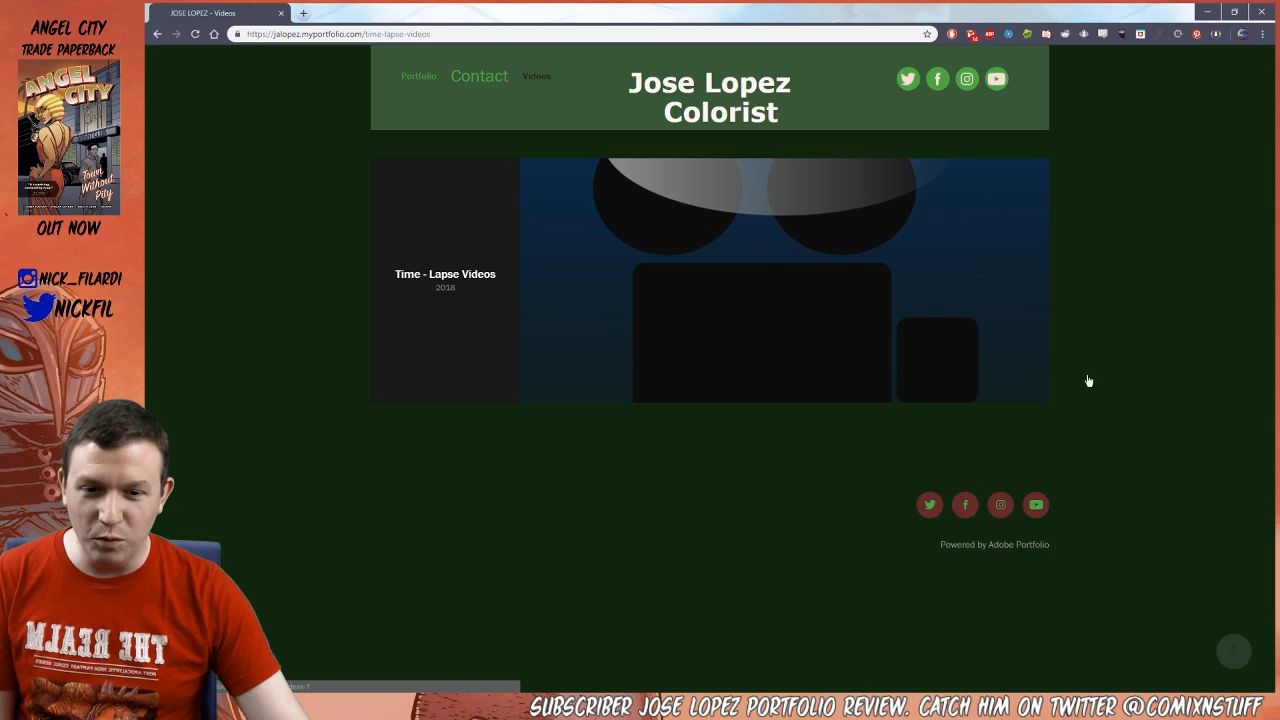 ANGEL CITY
TRADE PAPERBACK
ANGEL
CITY
Town
Without
Pity
OUT NOW
NICK_FILARDI
NICKFIL
THE REALM
JOSE LOPEZ - Videos
https://jalopez.myportfolio.com/time-lapse-videos
Portfolio
Contact
Videos
Jose Lopez
Colorist
Time - Lapse Videos
2018
Powered by Adobe Portfolio
SUBSCRIBER JOSE LOPEZ PORTFOLIO REVIEW. CATCH HIM ON TWITTER @COMIXNSTUFF